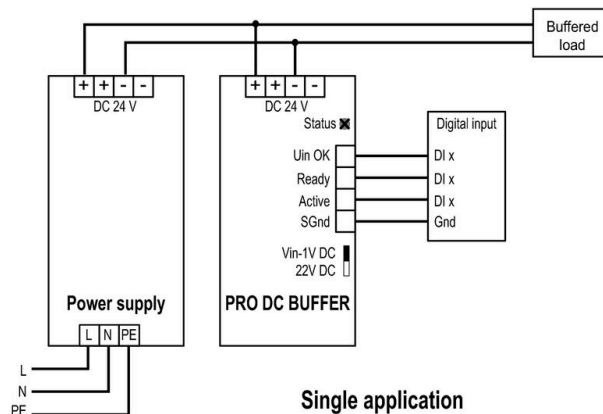 Buffered
load
+ + - -
DC 24 V
+ + - -
DC 24 V
Status
Digital input
Uin OK
DI x
Ready
DI x
Active
DI x
SGnd
Gnd
Vin-1V DC
22V DC
Power supply
PRO DC BUFFER
L N PE
L
N
PE
Single application